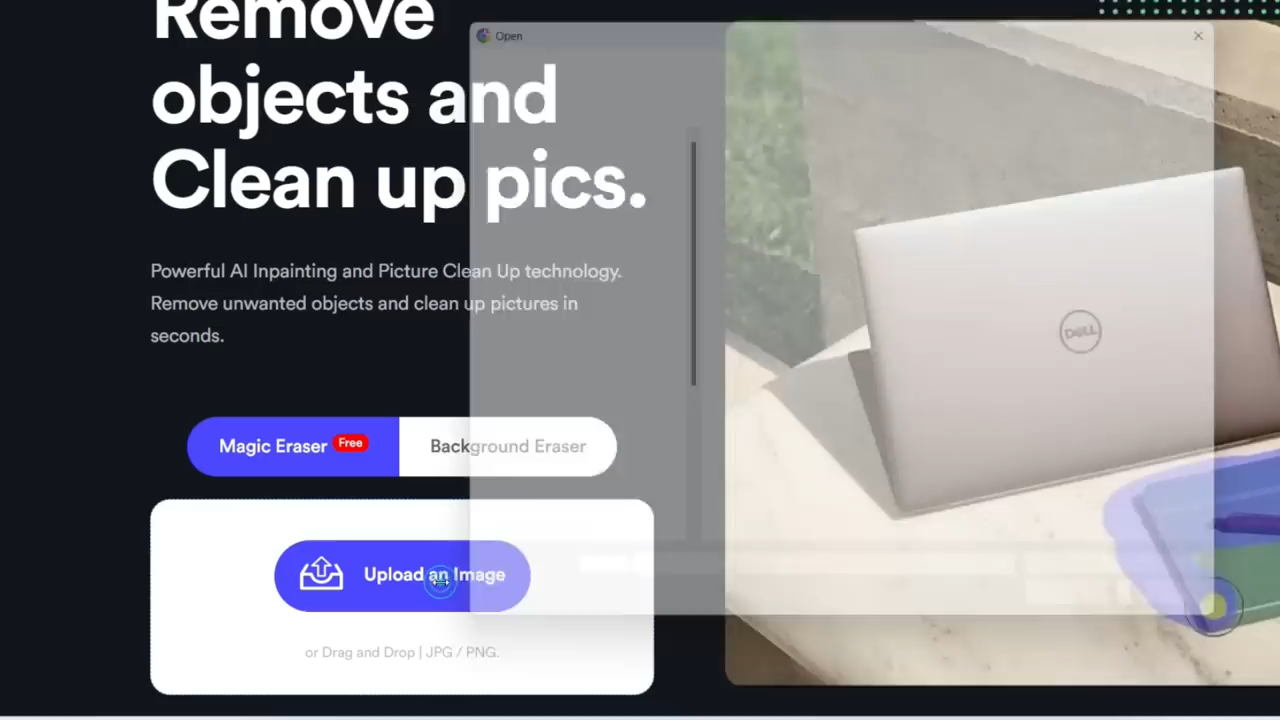 Remove
objects and
Clean up pics.
Open
Powerful AI Inpainting and Picture Clean Up technology.
Remove unwanted objects and clean up pictures in
seconds.
DELL
Magic Eraser Free
Background Eraser
Upload an Image
or Drag and Drop | JPG / PNG.